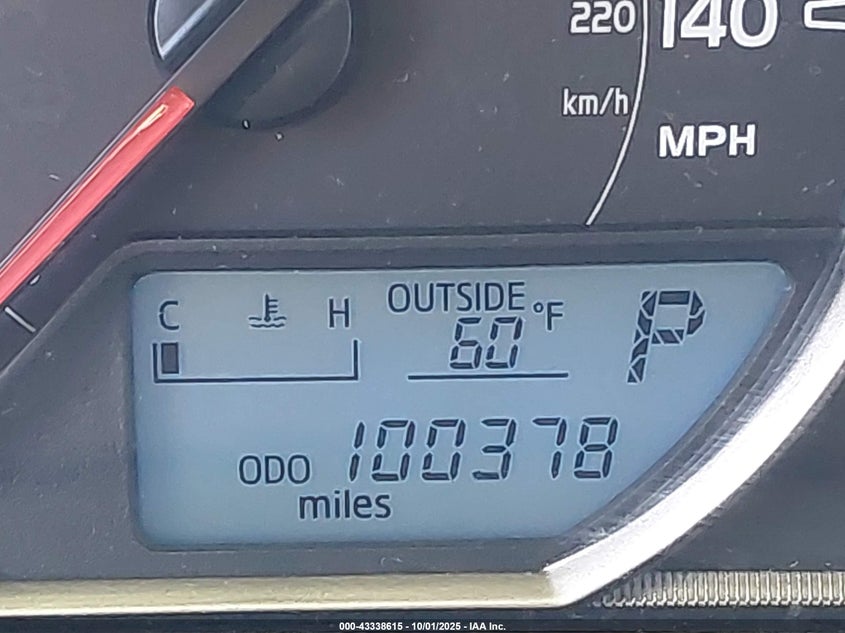 220 140
km/h
MPH
C H OUTSIDE
60 °F P
ODO 100378
miles
000-43338615 - 10/01/2025 - IAA Inc.